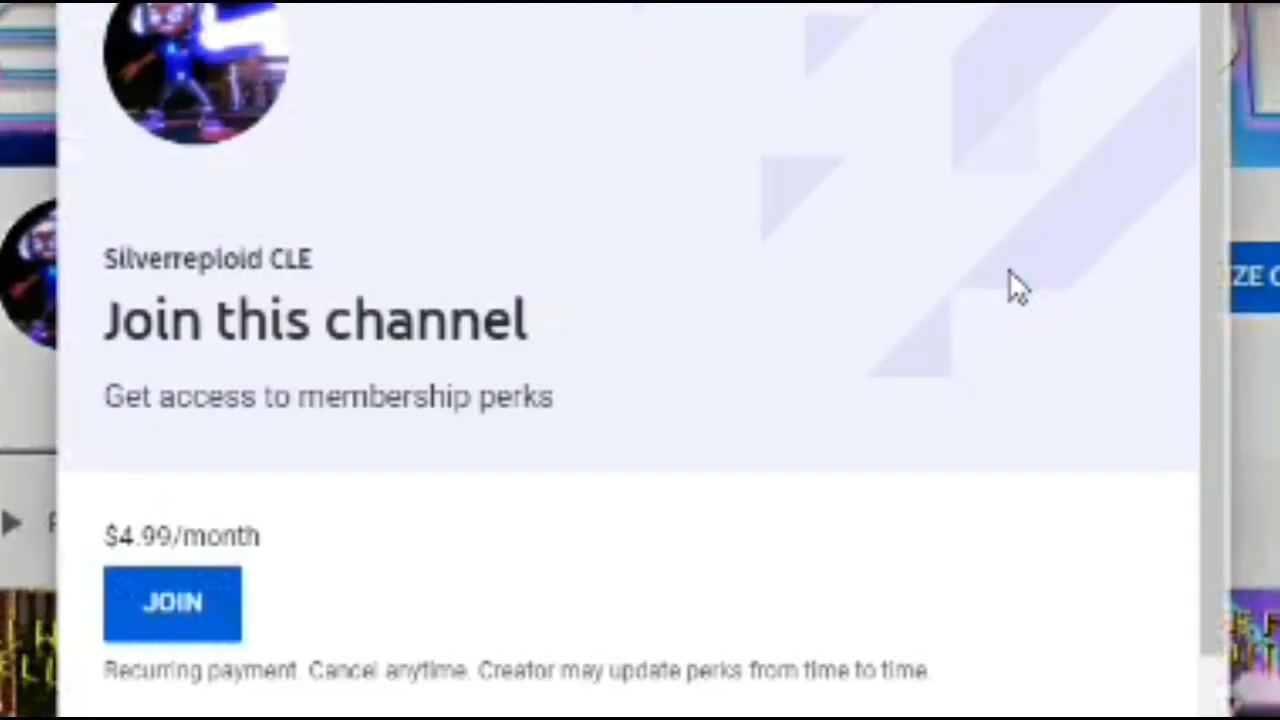 Silverreploid CLE
Join this channel
Get access to membership perks
$4.99/month
JOIN
Recurring payment. Cancel anytime. Creator may update perks from time to time.
ZE C